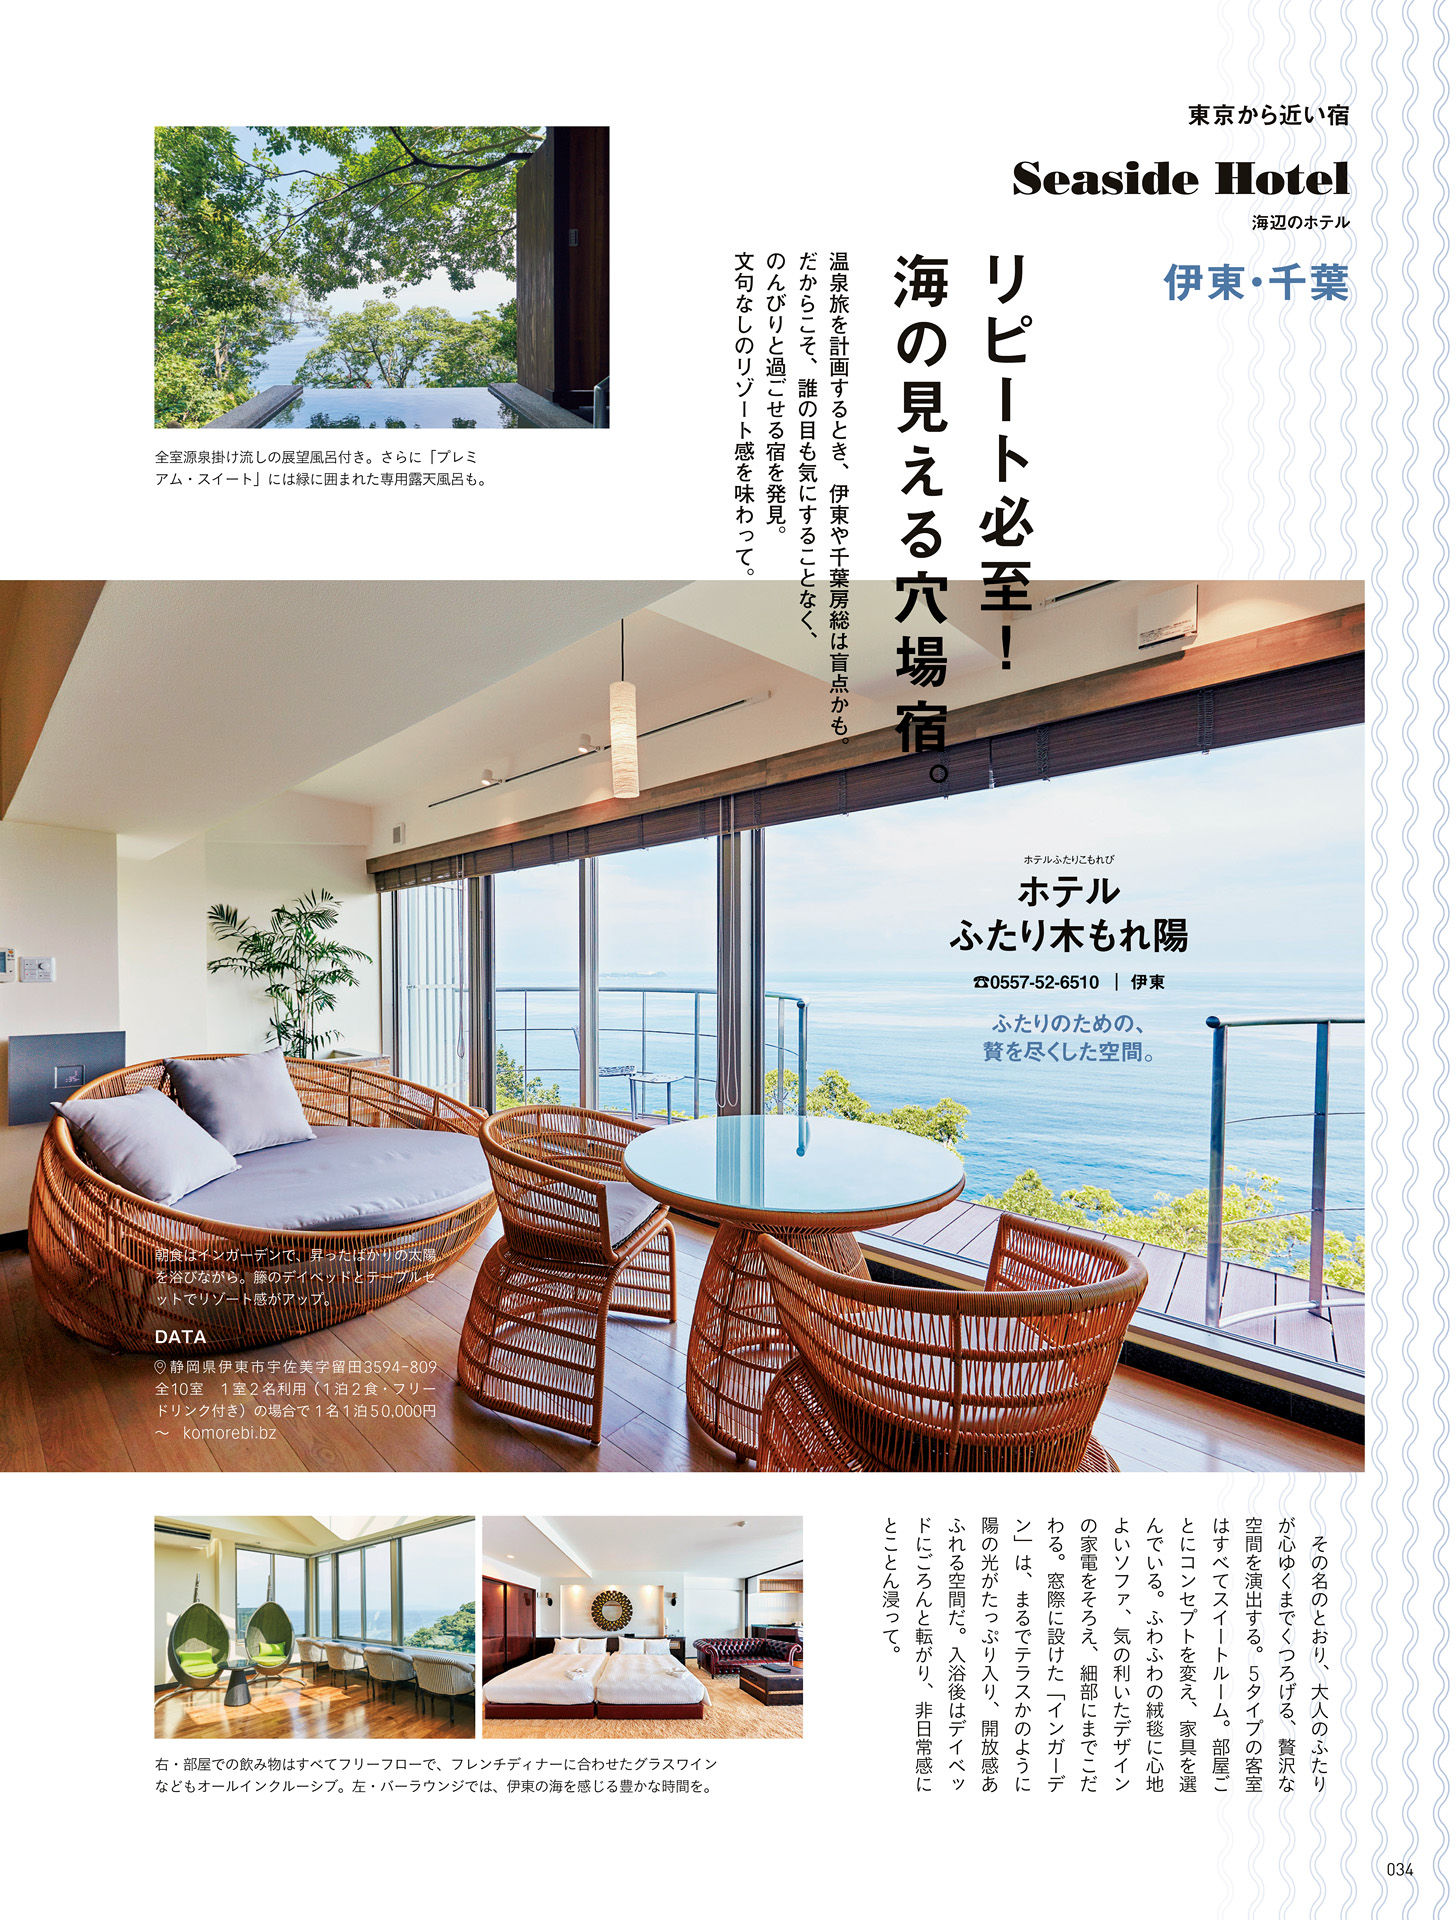 東京から近い宿
Seaside Hotel
海辺のホテル
伊東・千葉
リピート必至！
海の見える穴場宿。
温泉旅を計画するとき、伊東や千葉房総は盲点かも。
だからこそ、誰の目も気にすることなく、
のんびりと過ごせる宿を発見。
文句なしのリゾート感を味わって。
全室源泉掛け流しの展望風呂付き。さらに「プレミ
アム・スイート」には緑に囲まれた専用露天風呂も。
ホテルふたりこもれび
ホテル
ふたり木もれ陽
☎0557-52-6510 | 伊東
ふたりのための、
贅を尽くした空間。
朝食はインガーデンで、昇ったばかりの太陽
を浴びながら。籐のデイベッドとテーブルセ
ットでリゾート感がアップ。
DATA
静岡県伊東市宇佐美字留田3594-809
全10室　1室2名利用（1泊2食・フリー
ドリンク付き）の場合で1名1泊50,000円
～　komorebi.bz
その名のとおり、大人のふたり
が心ゆくまでくつろげる、贅沢な
空間を演出する。5タイプの客室
はすべてスイートルーム。部屋ご
とにコンセプトを変え、家具を選
んでいる。ふわふわの絨毯に心地
よいソファ、気の利いたデザイン
の家電をそろえ、細部にまでこだ
わる。窓際に設けた「インガーデ
ン」は、まるでテラスかのように
陽の光がたっぷり入り、開放感あ
ふれる空間だ。入浴後はデイベッ
ドにごろんと転がり、非日常感に
とことん浸って。
右・部屋での飲み物はすべてフリーフローで、フレンチディナーに合わせたグラスワイン
などもオールインクルーシブ。左・バーラウンジでは、伊東の海を感じる豊かな時間を。
034